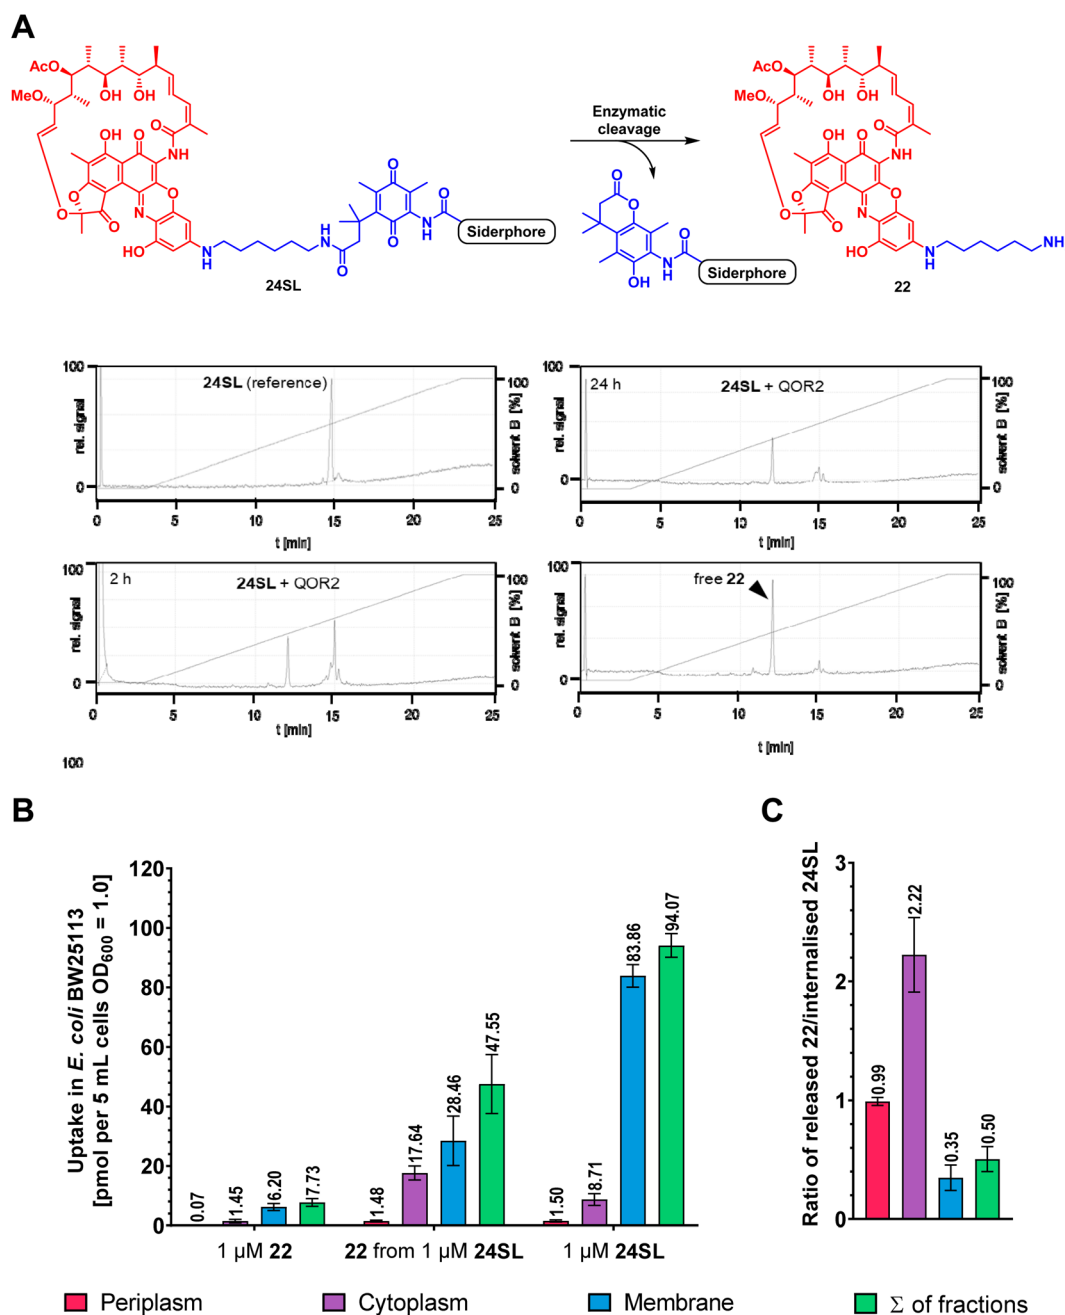 A
AcO
OH OH
MeO
OH
O
O
NH
O
O
O
O
N
HO
N
H
H
N
O
O
O
N
H
O
Siderphore
24SL
Enzymatic
cleavage
O
O
OH
N
H
O
Siderphore
AcO
OH OH
MeO
OH
O
O
NH
O
O
O
O
N
HO
N
H
NH
22
100
0
rel. signal
24SL (reference)
100
0
solvent B [%]
0 5 10 15 20 25
t [min]
100
0
rel. signal
24 h
24SL + QOR2
100
0
solvent B [%]
0 5 10 15 20 25
t [min]
100
0
rel. signal
2 h
24SL + QOR2
100
0
solvent B [%]
0 5 10 15 20 25
t [min]
100
0
rel. signal
free 22
100
0
solvent B [%]
0 5 10 15 20 25
t [min]
100
B
Uptake in E. coli BW25113
[pmol per 5 mL cells OD600 = 1.0]
120
100
80
60
40
20
0
0.07
1.45
6.20
7.73
1.48
17.64
28.46
47.55
1.50
8.71
83.86
94.07
1 µM 22
22 from 1 µM 24SL
1 µM 24SL
C
Ratio of released 22/internalised 24SL
3
2
1
0
0.99
2.22
0.35
0.50
Periplasm
Cytoplasm
Membrane
Σ of fractions